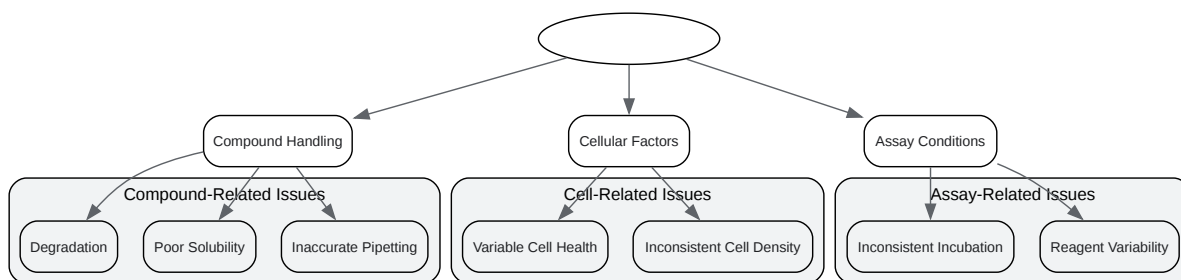 Compound Handling
Cellular Factors
Assay Conditions
Compound-Related Issues
Cell-Related Issues
Assay-Related Issues
Degradation
Poor Solubility
Inaccurate Pipetting
Variable Cell Health
Inconsistent Cell Density
Inconsistent Incubation
Reagent Variability